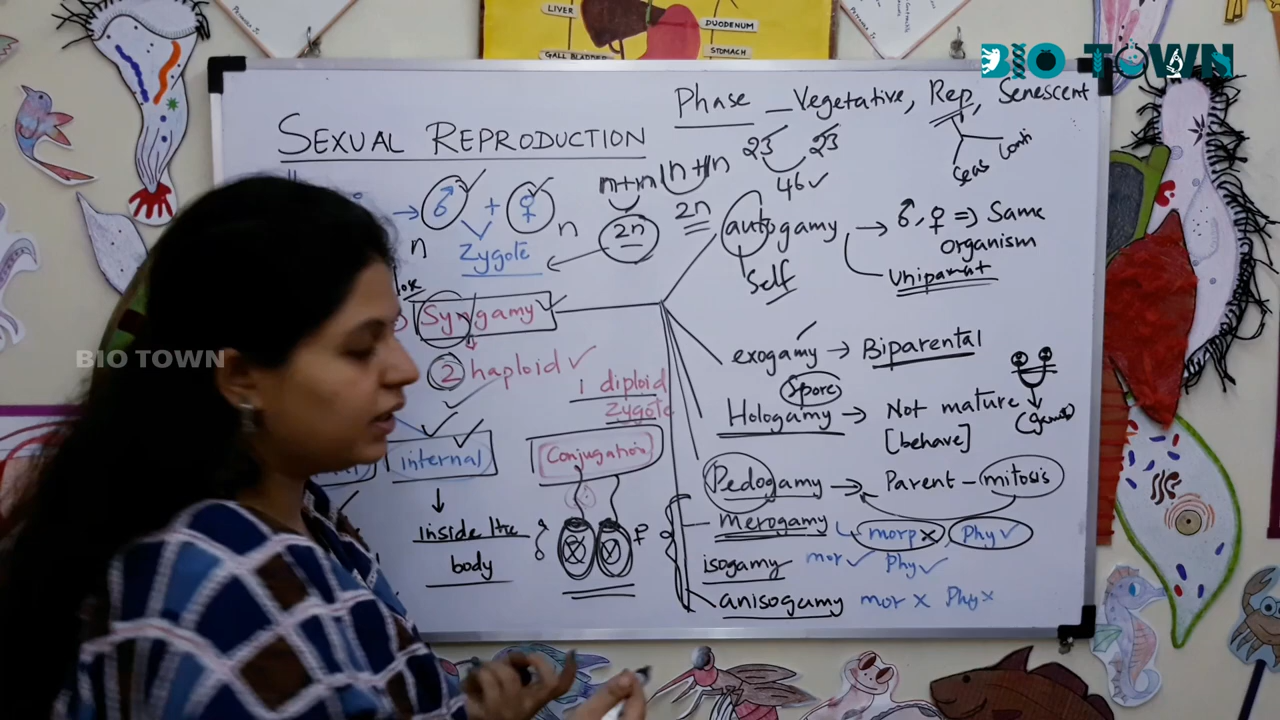 LIVER
DUODENUM
GALL BLADDER
STOMACH
BIO TOWN
BIO TOWN
Phase - Vegetative, Rep, Senescent
SEXUAL REPRODUCTION
23 23
46 ✓
Seas Conti
♂ + ♀
n n
Zygote
n+n
2n
n+n
2n
autogamy → ♂, ♀ ⇒ Same
organism
Self
Uniparent
Syngamy
2 haploid ✓
1 diploid
Zygote
exogamy → Biparental
Spore
Hologamy → Not mature
[behave]
internal
Conjugation
Pedogamy → Parent - mitosis
Inside the
body
♂ F
Merogamy morp x Phy ✓
isogamy mor ✓ Phy ✓
anisogamy mor x Phy x